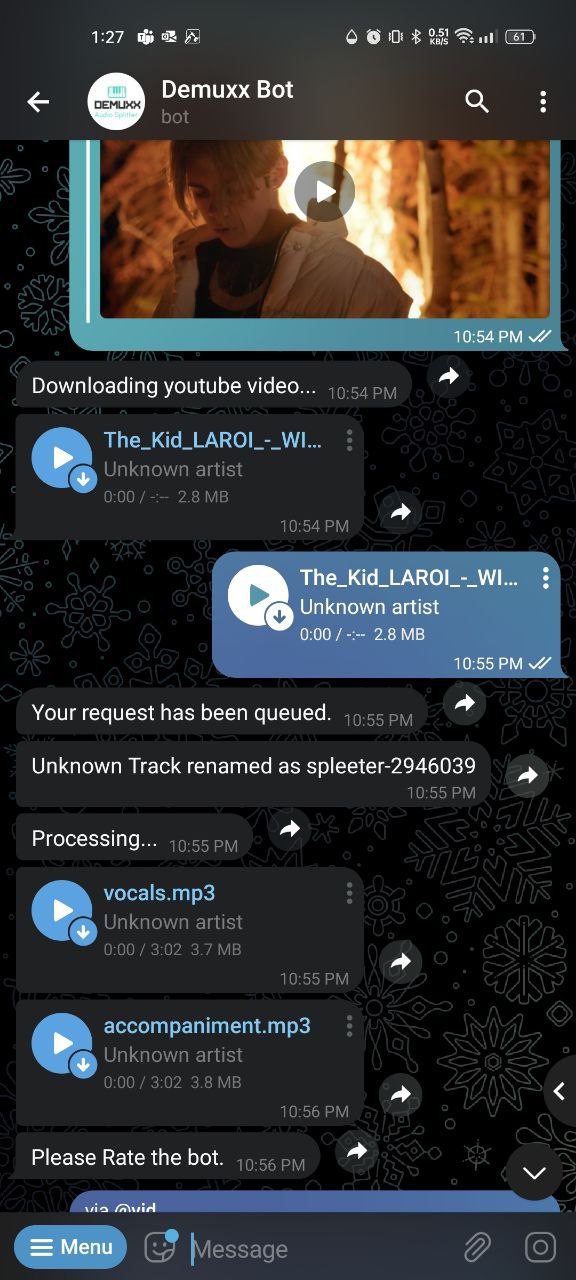 1:27
0.51
KB/S
61
DEMUXX
Audio Splitter
Demuxx Bot
bot
10:54 PM
Downloading youtube video... 10:54 PM
The_Kid_LAROI_-_WI...
Unknown artist
0:00 / -:-- 2.8 MB
10:54 PM
The_Kid_LAROI_-_WI...
Unknown artist
0:00 / -:-- 2.8 MB
10:55 PM
Your request has been queued. 10:55 PM
Unknown Track renamed as spleeter-2946039
10:55 PM
Processing... 10:55 PM
vocals.mp3
Unknown artist
0:00 / 3:02 3.7 MB
10:55 PM
accompaniment.mp3
Unknown artist
0:00 / 3:02 3.8 MB
10:56 PM
Please Rate the bot. 10:56 PM
via @vid
Menu
Message